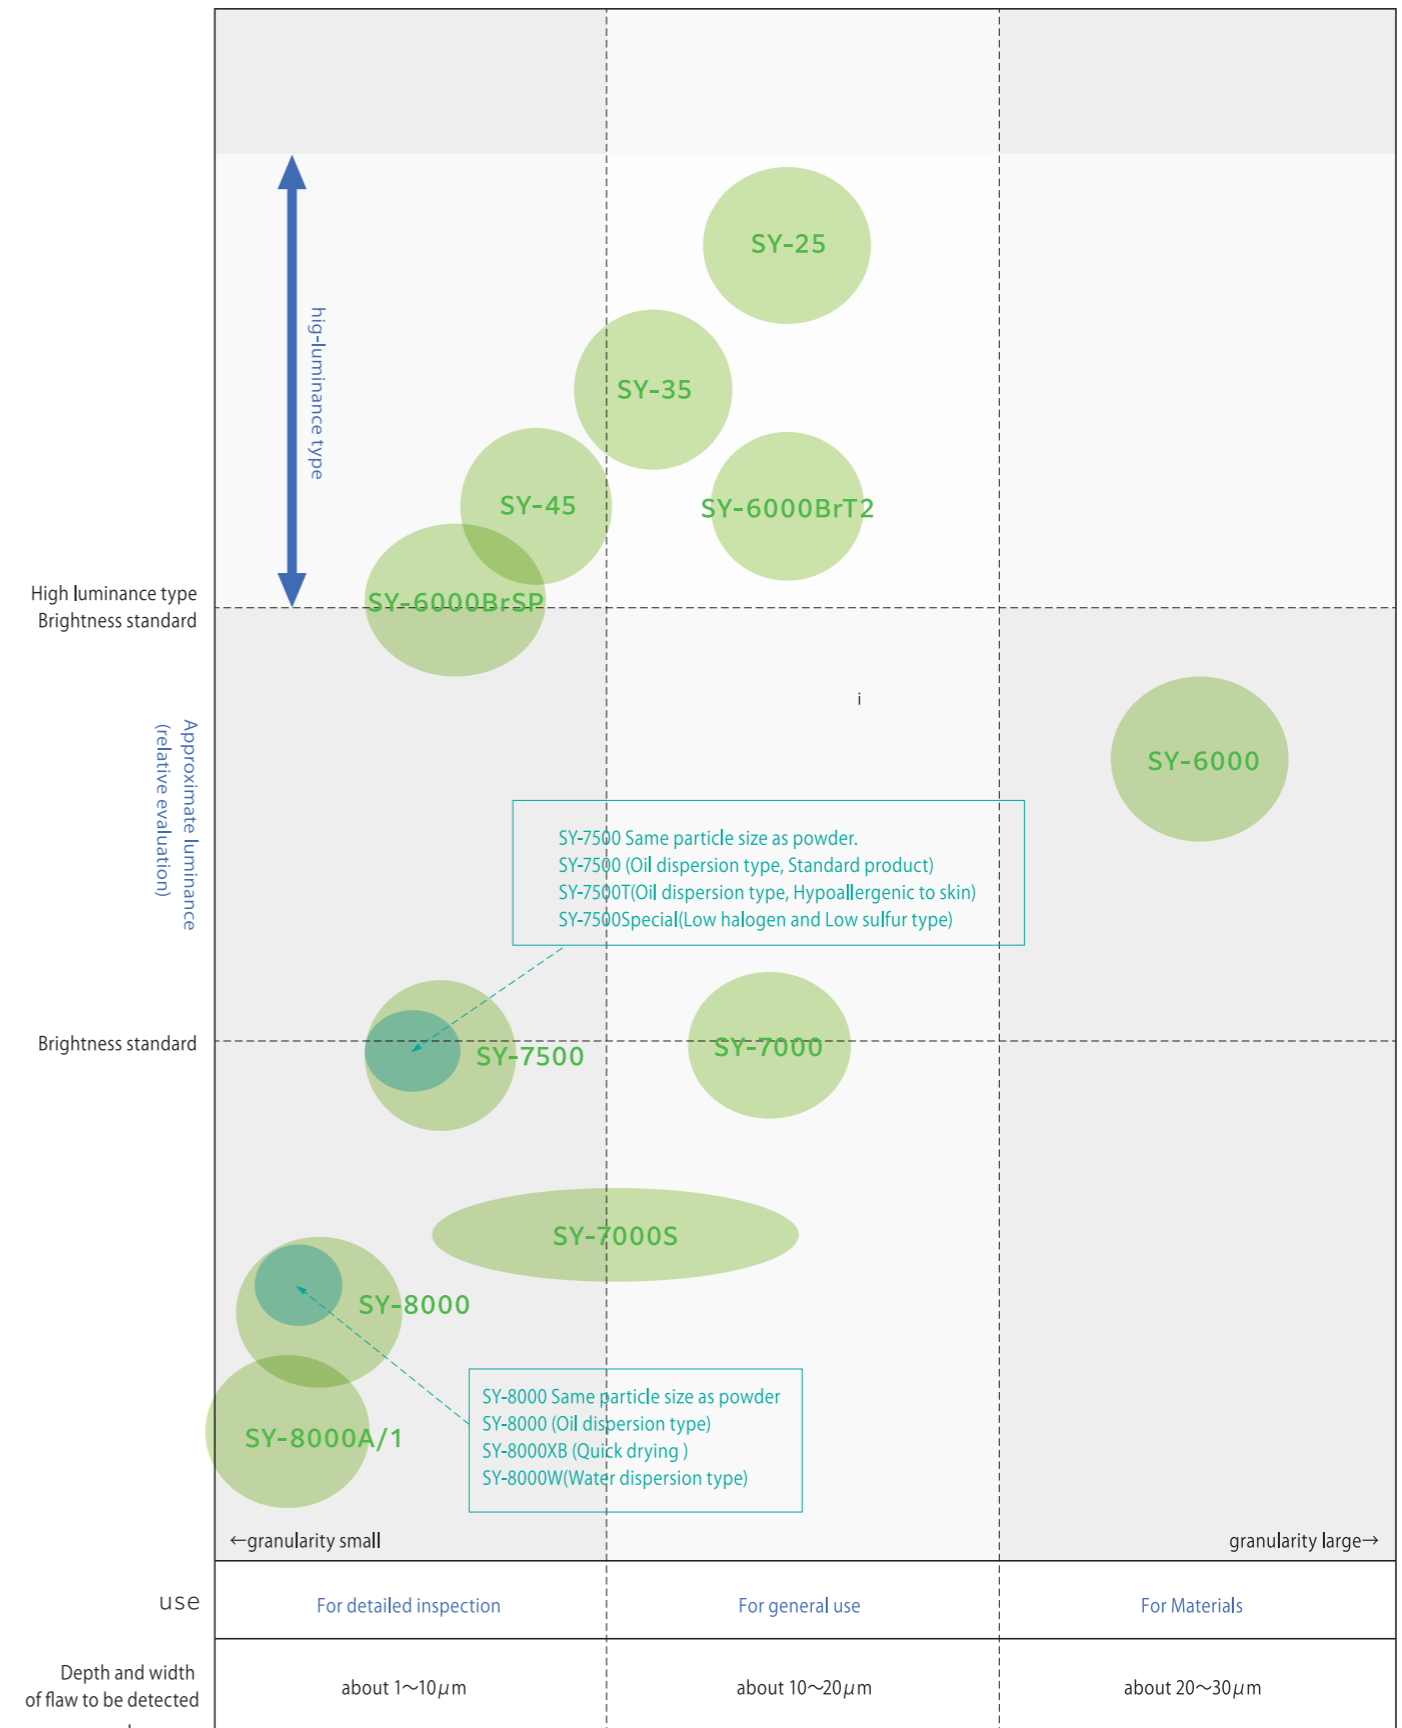 SY-25
hig-luminance type
SY-35
SY-45
SY-6000BrT2
High luminance type
Brightness standard
SY-6000BrSP
i
Approximate luminance
(relative evaluation)
SY-6000
SY-7500 Same particle size as powder.
SY-7500 (Oil dispersion type, Standard product)
SY-7500T(Oil dispersion type, Hypoallergenic to skin)
SY-7500Special(Low halogen and Low sulfur type)
Brightness standard
SY-7500
SY-7000
SY-7000S
SY-8000
SY-8000 Same particle size as powder
SY-8000 (Oil dispersion type)
SY-8000XB (Quick drying )
SY-8000W(Water dispersion type)
SY-8000A/1
←granularity small
granularity large→
use
For detailed inspection
For general use
For Materials
Depth and width
of flaw to be detected
about 1～10μm
about 10～20μm
about 20～30μm